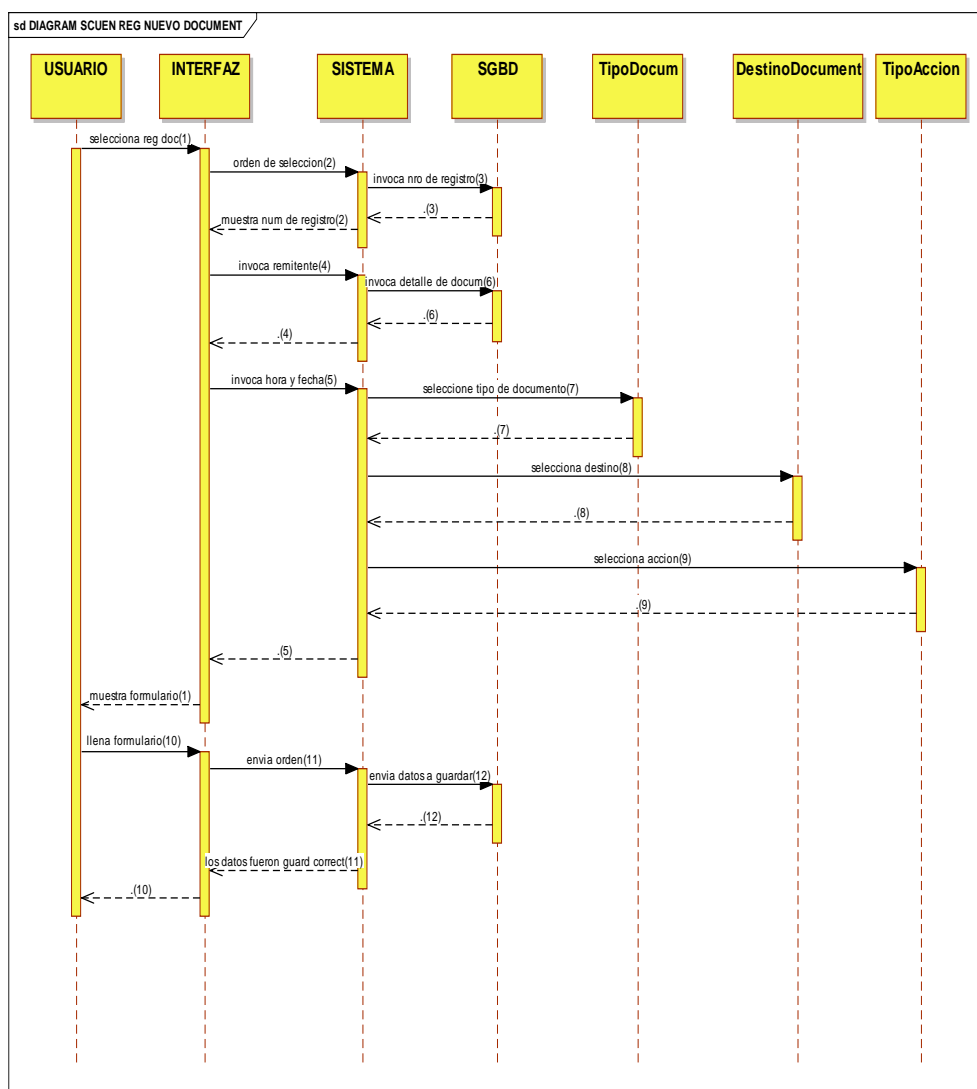 sd DIAGRAM SCUEN REG NUEVO DOCUMENT
USUARIO
INTERFAZ
SISTEMA
SGBD
TipoDocum
DestinoDocument
TipoAccion
selecciona reg doc(1)
orden de seleccion(2)
invoca nro de registro(3)
.(3)
muestra num de registro(2)
invoca remitente(4)
invoca detalle de docum(6)
.(6)
.(4)
invoca hora y fecha(5)
seleccione tipo de documento(7)
.(7)
selecciona destino(8)
.(8)
selecciona accion(9)
.(9)
.(5)
muestra formulario(1)
llena formulario(10)
envia orden(11)
envia datos a guardar(12)
.(12)
los datos fueron guard correct(11)
.(10)